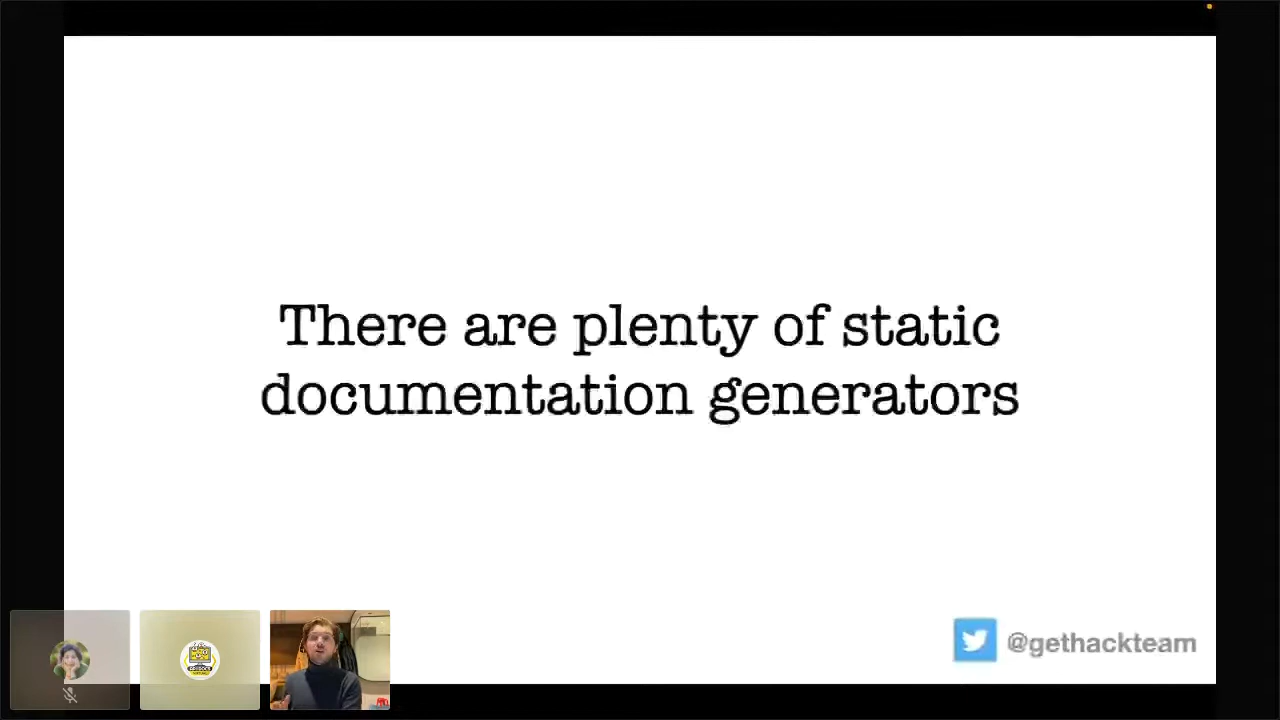 There are plenty of static
documentation generators
@gethackteam